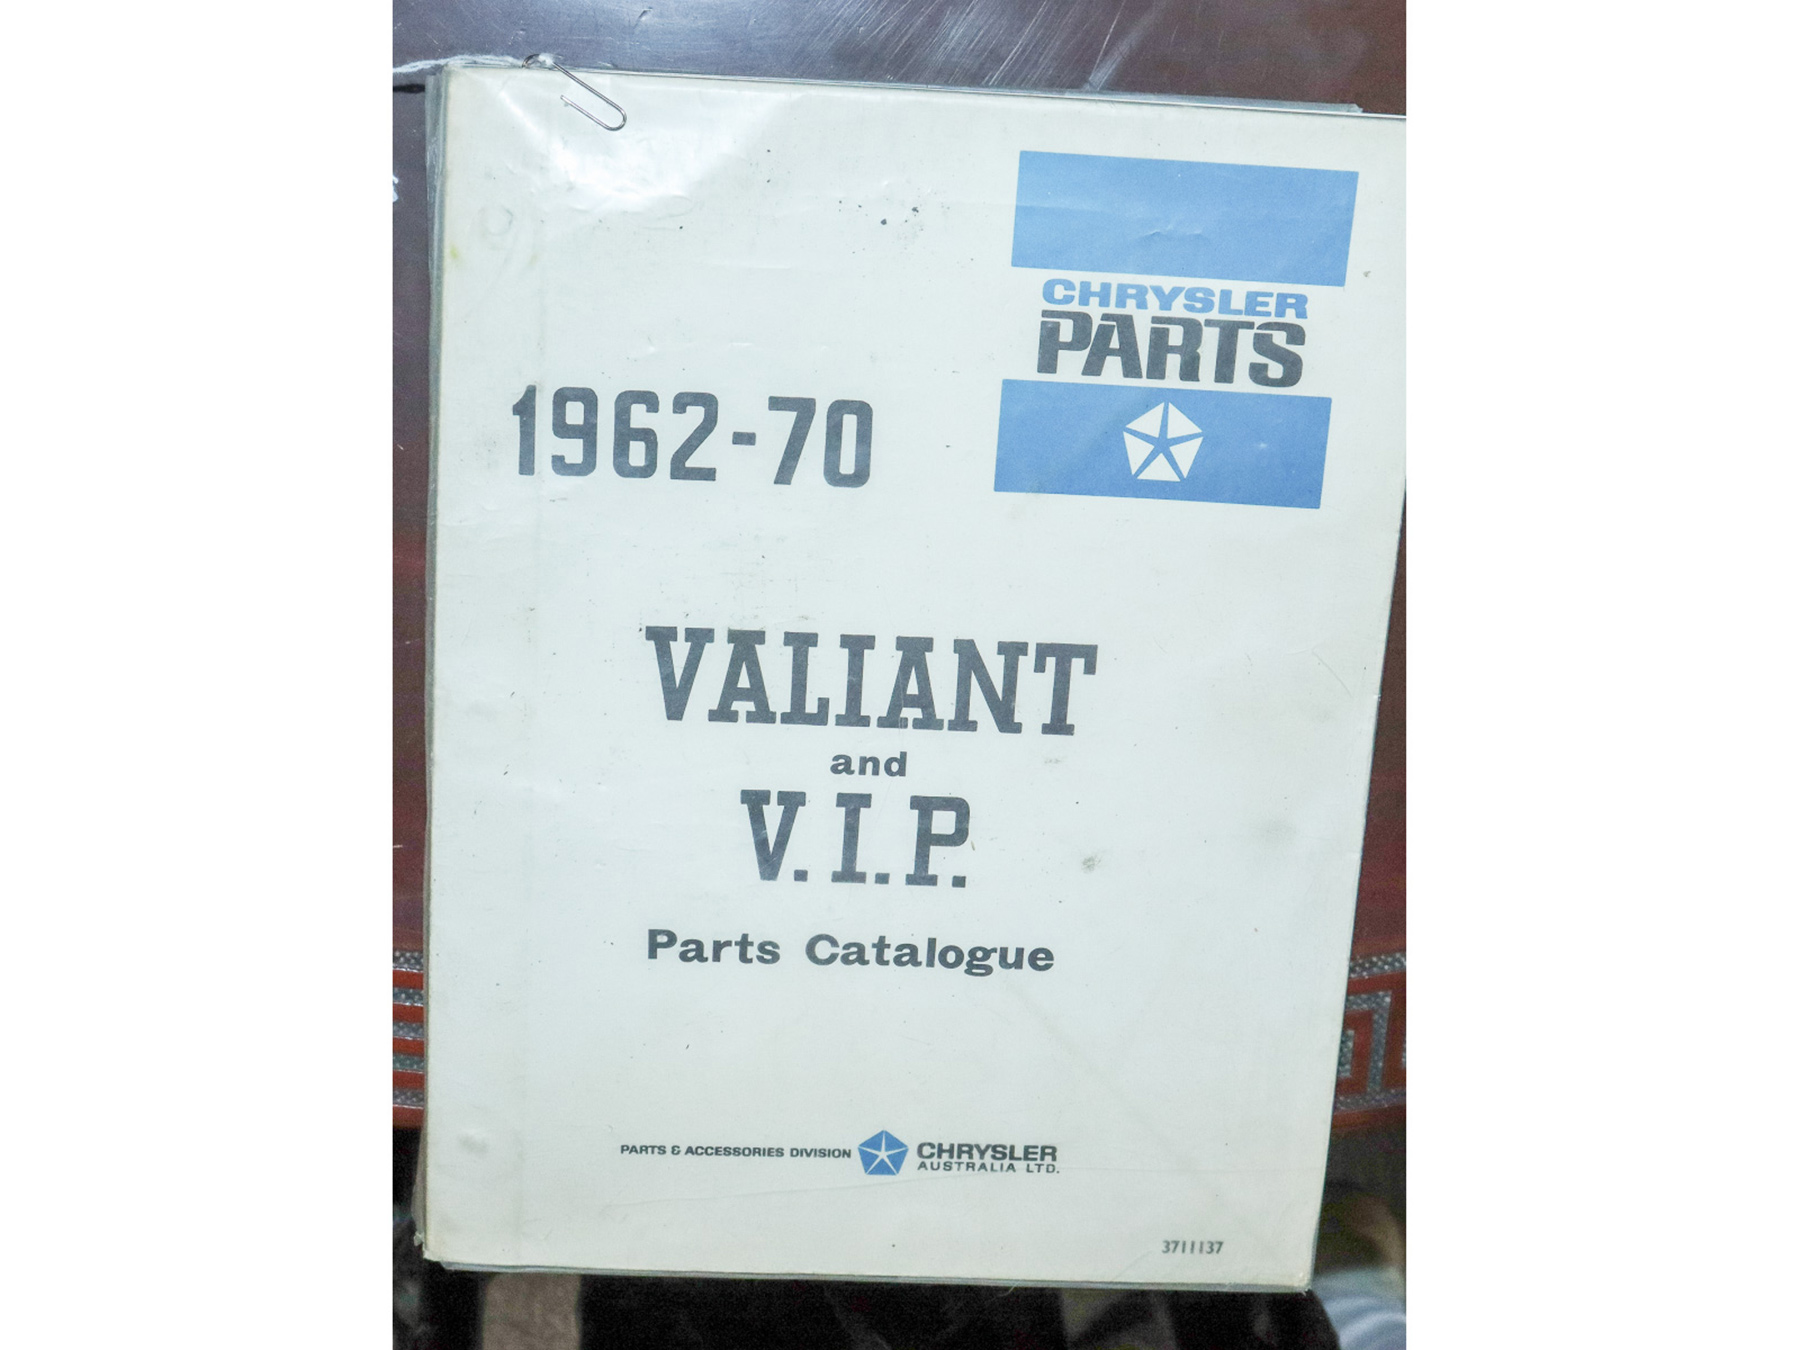 CHRYSLER
PARTS
1962-70
VALIANT
and
V.I.P.
Parts Catalogue
PARTS & ACCESSORIES DIVISION CHRYSLER
AUSTRALIA LTD.
3711137